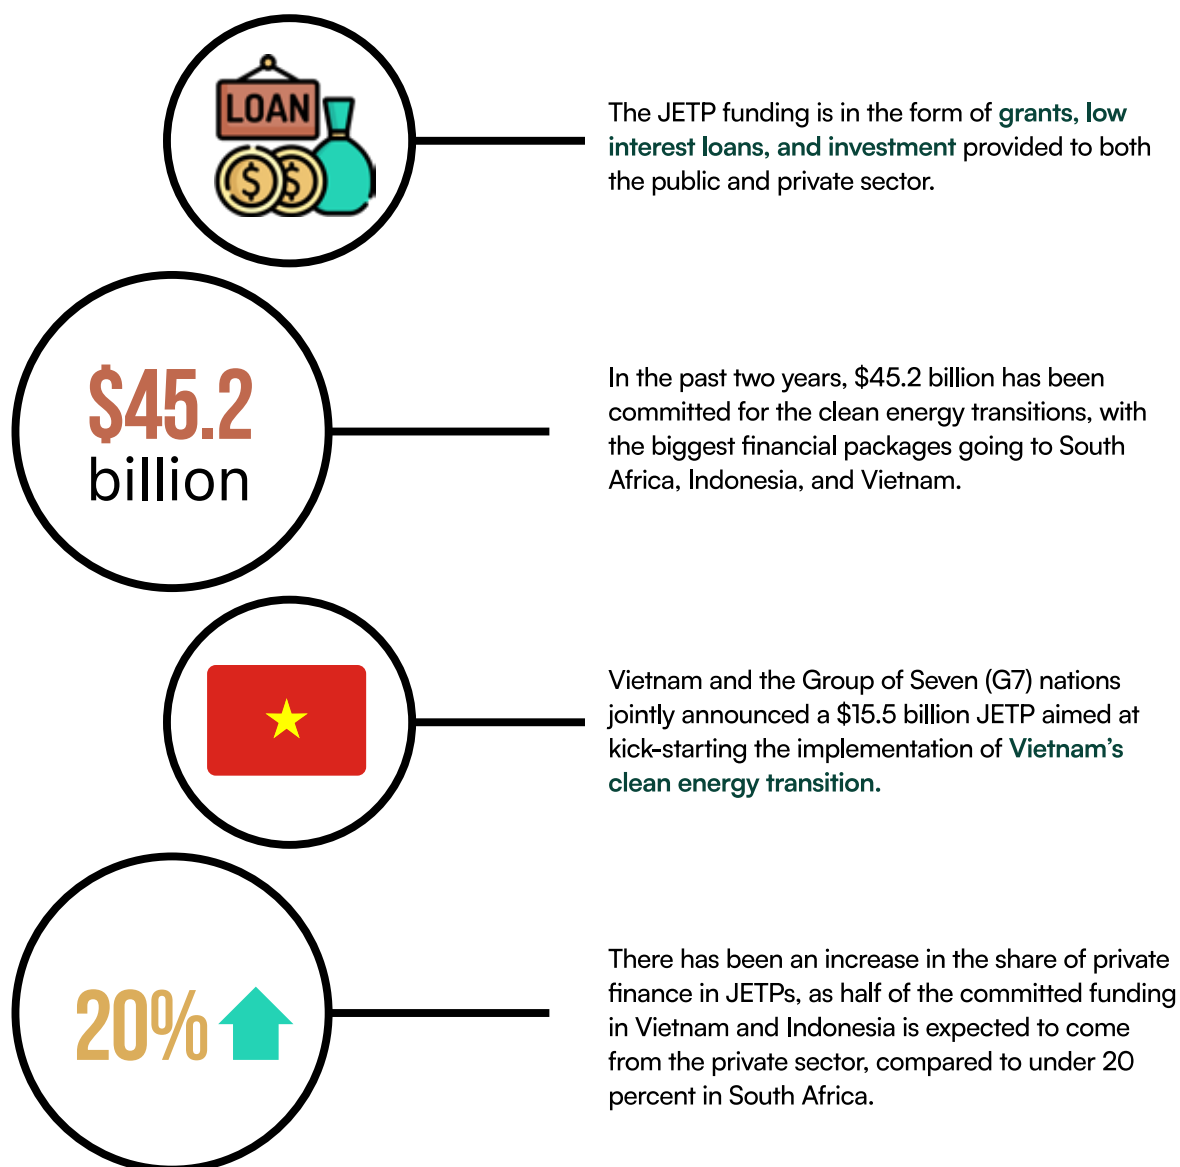 LOAN
The JETP funding is in the form of grants, low
interest loans, and investment provided to both
the public and private sector.
$45.2
billion
In the past two years, $45.2 billion has been
committed for the clean energy transitions, with
the biggest financial packages going to South
Africa, Indonesia, and Vietnam.
Vietnam and the Group of Seven (G7) nations
jointly announced a $15.5 billion JETP aimed at
kick-starting the implementation of Vietnam’s
clean energy transition.
20%
There has been an increase in the share of private
finance in JETPs, as half of the committed funding
in Vietnam and Indonesia is expected to come
from the private sector, compared to under 20
percent in South Africa.